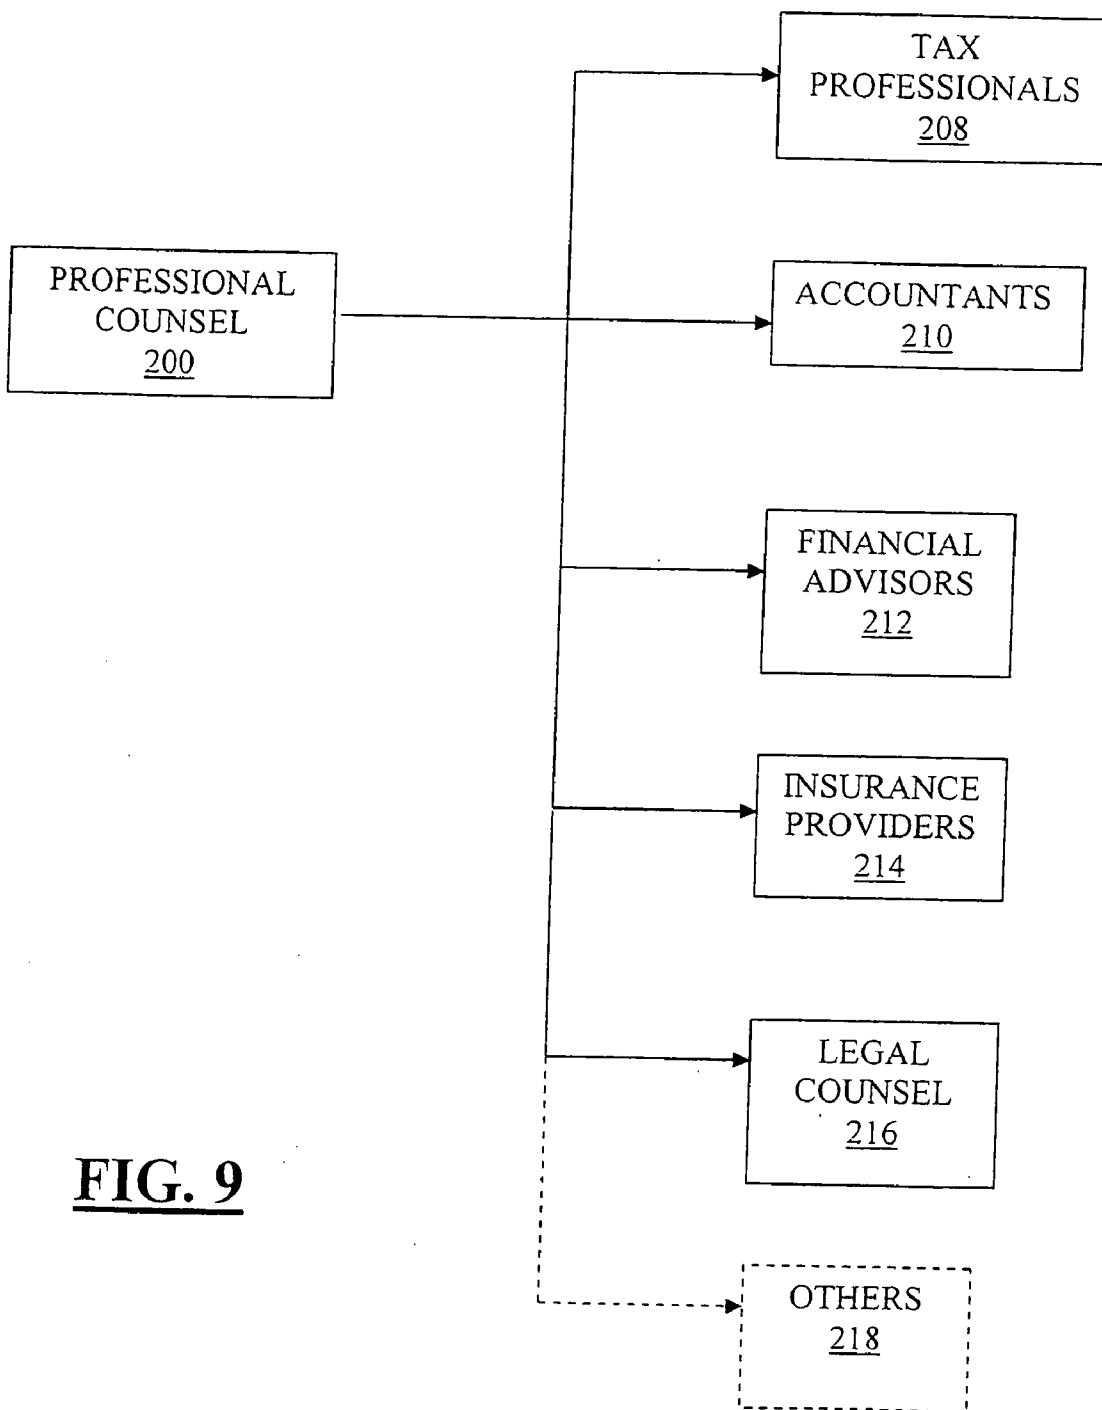 TAX
PROFESSIONALS
208
PROFESSIONAL
COUNSEL
200
ACCOUNTANTS
210
FINANCIAL
ADVISORS
212
INSURANCE
PROVIDERS
214
LEGAL
COUNSEL
216
FIG. 9
OTHERS
218